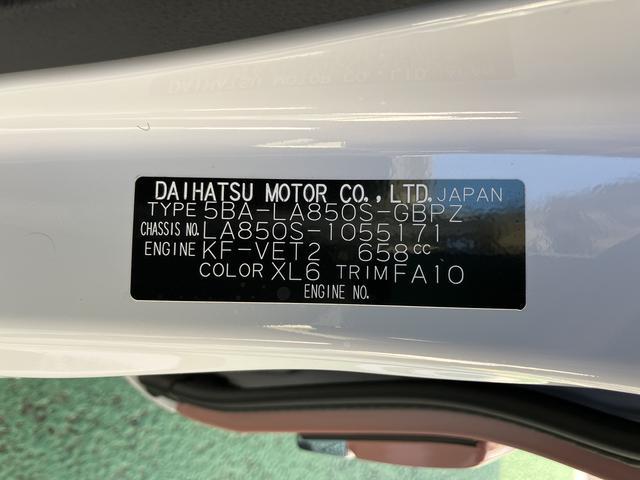 DAIHATSU MOTOR CO., LTD. JAPAN
TYPE 5BA-LA850S-GBPZ
CHASSIS NO. LA850S-1055171
ENGINE KF-VET2 658cc
COLOR XL6 TRIM FA10
ENGINE NO.